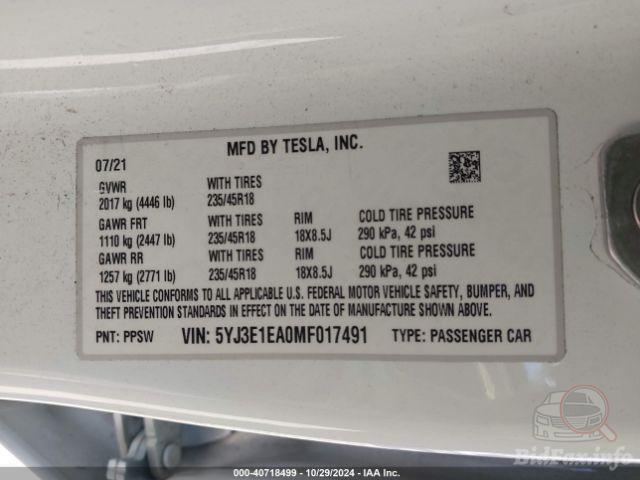 MFD BY TESLA, INC.
07/21
GVWR WITH TIRES
2017 kg (4446 lb) 235/45R18
GAWR FRT WITH TIRES RIM COLD TIRE PRESSURE
1110 kg (2447 lb) 235/45R18 18X8.5J 290 kPa, 42 psi
GAWR RR WITH TIRES RIM COLD TIRE PRESSURE
1257 kg (2771 lb) 235/45R18 18X8.5J 290 kPa, 42 psi
THIS VEHICLE CONFORMS TO ALL APPLICABLE U.S. FEDERAL MOTOR VEHICLE SAFETY, BUMPER, AND
THEFT PREVENTION STANDARDS IN EFFECT ON THE DATE OF MANUFACTURE SHOWN ABOVE.
PNT: PPSW VIN: 5YJ3E1EA0MF017491 TYPE: PASSENGER CAR
BidFax.info
000-40718499 - 10/29/2024 - IAA Inc.